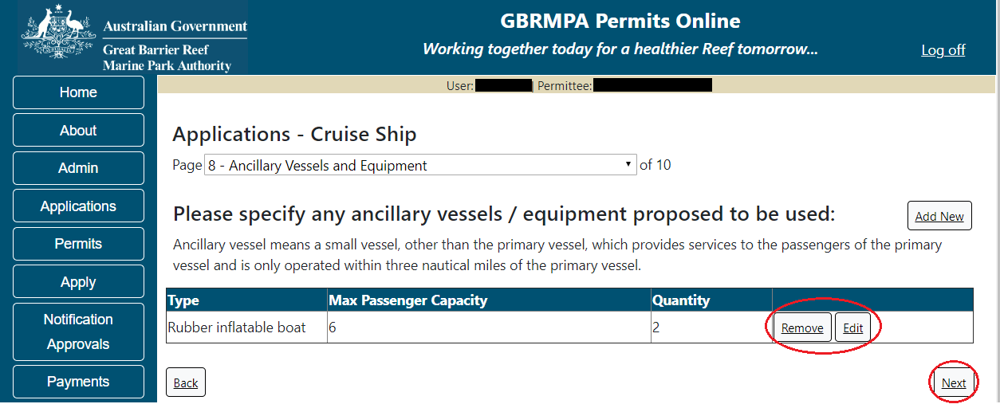 Australian Government
Great Barrier Reef
Marine Park Authority
GBRMPA Permits Online
Working together today for a healthier Reef tomorrow...
Log off
Home
About
Admin
Applications
Permits
Apply
Notification
Approvals
Payments
User: | Permittee:
Applications - Cruise Ship
Page 8 - Ancillary Vessels and Equipment of 10
Please specify any ancillary vessels / equipment proposed to be used:
Add New
Ancillary vessel means a small vessel, other than the primary vessel, which provides services to the passengers of the primary
vessel and is only operated within three nautical miles of the primary vessel.
Type Max Passenger Capacity Quantity
Rubber inflatable boat 6 2 Remove Edit
Back Next